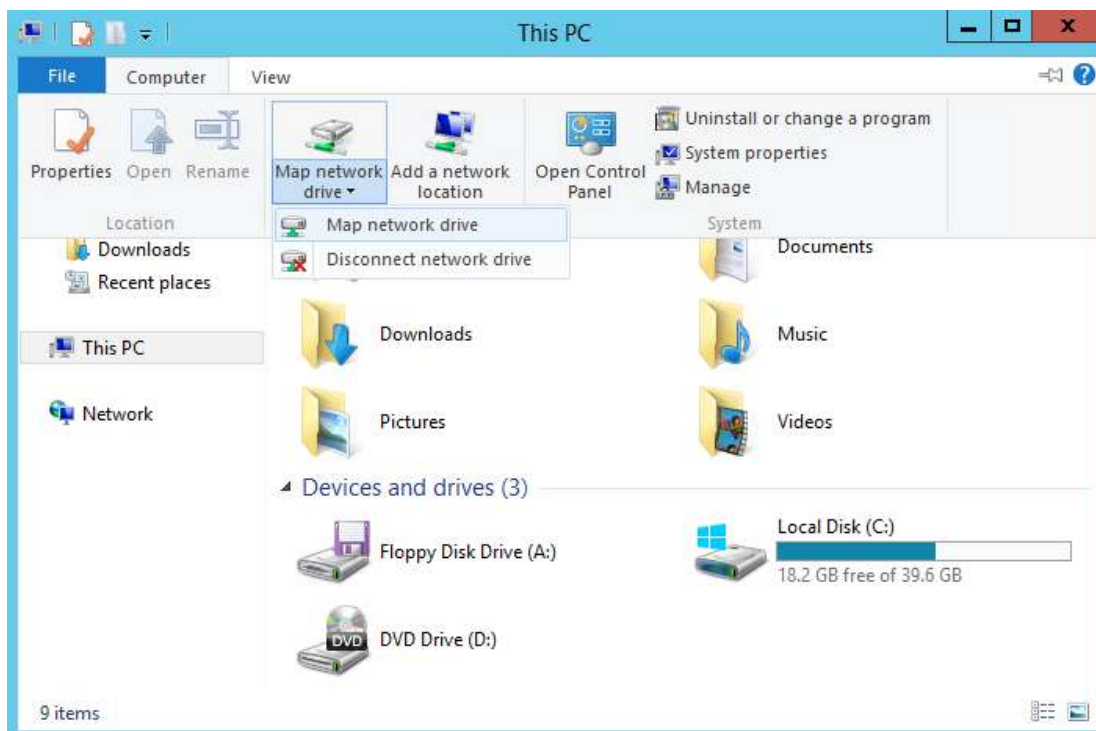 This PC
File Computer View
Properties Open Rename
Location
Map network drive
Add a network location
Open Control Panel
Uninstall or change a program
System properties
Manage
System
Map network drive
Disconnect network drive
Downloads
Recent places
This PC
Network
Documents
Downloads
Music
Pictures
Videos
Devices and drives (3)
Floppy Disk Drive (A:)
Local Disk (C:)
18.2 GB free of 39.6 GB
DVD
DVD Drive (D:)
9 items